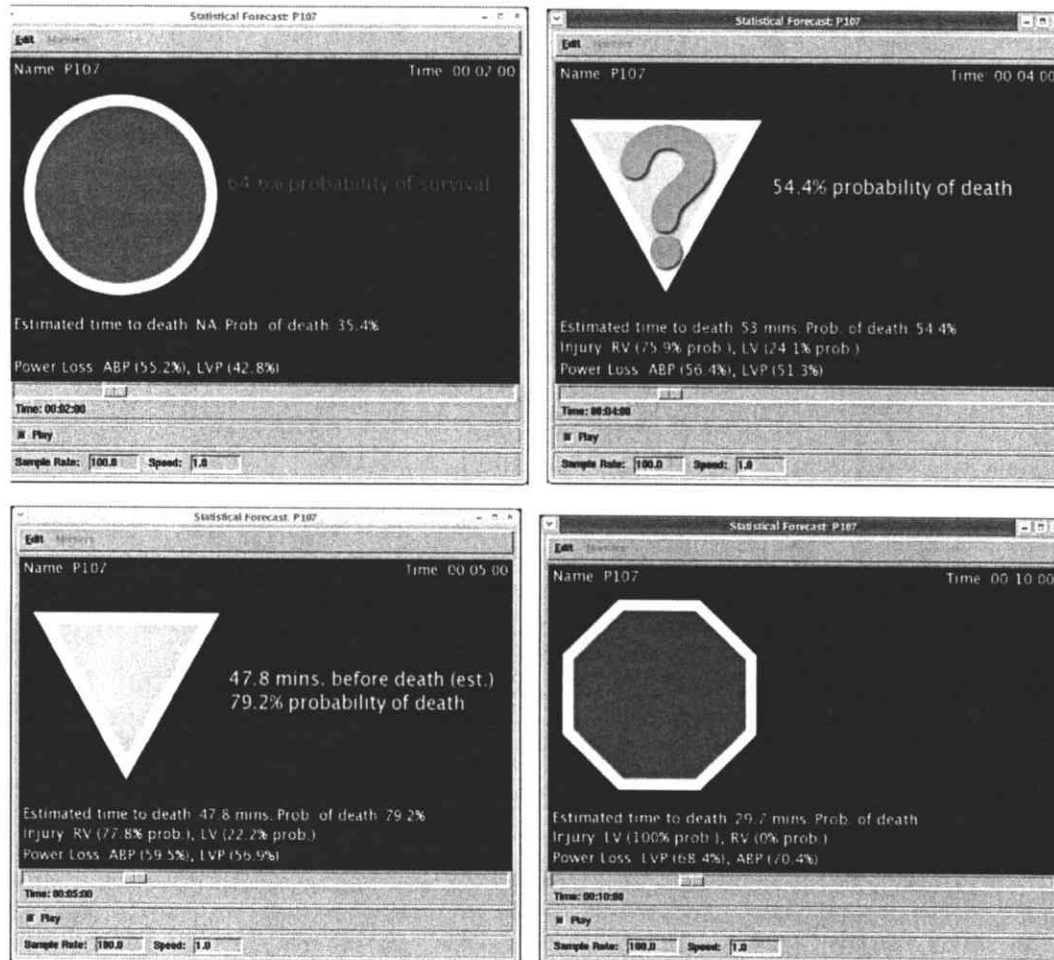 Statistical Forecast: P107
Edit
Name P107 Time 00 02 00
64.6% probability of survival
Estimated time to death NA. Prob. of death 35.4%
Power Loss ABP (55.2%), LVP (42.8%)
Time: 00:02:00
Play
Sample Rate: 100.0 Speed: 1.0
Statistical Forecast: P107
Edit
Name P107 Time 00 04 00
?
54.4% probability of death
Estimated time to death 53 mins. Prob. of death 54.4%
Injury RV (75.9% prob.), LV (24.1% prob.)
Power Loss ABP (56.4%), LVP (51.3%)
Time: 00:04:00
Play
Sample Rate: 100.0 Speed: 1.0
Statistical Forecast: P107
Edit
Name P107 Time 00 05 00
47.8 mins. before death (est.)
79.2% probability of death
Estimated time to death 47.8 mins. Prob. of death 79.2%
Injury RV (77.8% prob.), LV (22.2% prob.)
Power Loss ABP (59.5%), LVP (56.9%)
Time: 00:05:00
Play
Sample Rate: 100.0 Speed: 1.0
Statistical Forecast: P107
Edit
Name P107 Time 00 10 00
Estimated time to death 29.7 mins. Prob. of death
Injury LV (100% prob.), RV (0% prob.)
Power Loss LVP (68.4%), ABP (70.4%)
Time: 00:10:00
Play
Sample Rate: 100.0 Speed: 1.0